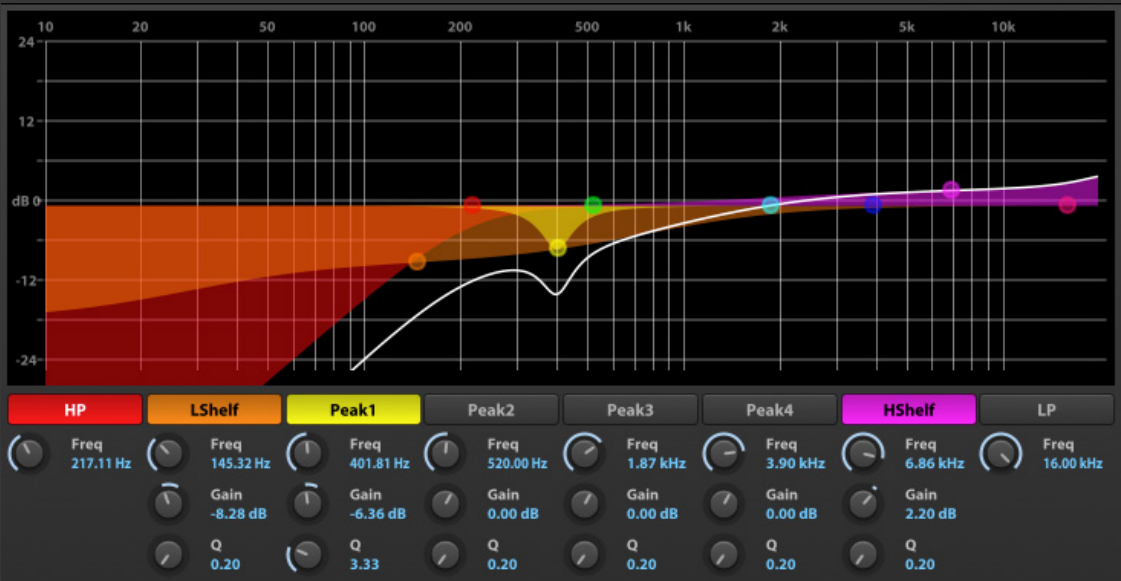 10 20 50 100 200 500 1k 2k 5k 10k
24
12
dB 0
-12
-24
HP LShelf Peak1 Peak2 Peak3 Peak4 HShelf LP
Freq Freq Freq Freq Freq Freq Freq Freq
217.11 Hz 145.32 Hz 401.81 Hz 520.00 Hz 1.87 kHz 3.90 kHz 6.86 kHz 16.00 kHz
Gain Gain Gain Gain Gain Gain
-8.28 dB -6.36 dB 0.00 dB 0.00 dB 0.00 dB 2.20 dB
Q Q Q Q Q Q
0.20 3.33 0.20 0.20 0.20 0.20